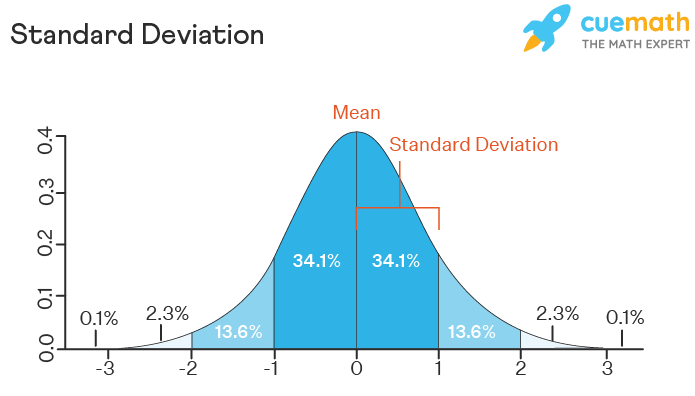 Standard Deviation
cuemath
THE MATH EXPERT
Mean
Standard Deviation
0.4
0.3
0.2
0.1
0.0
34.1% 34.1%
0.1% 2.3% 13.6% 13.6% 2.3% 0.1%
-3 -2 -1 0 1 2 3